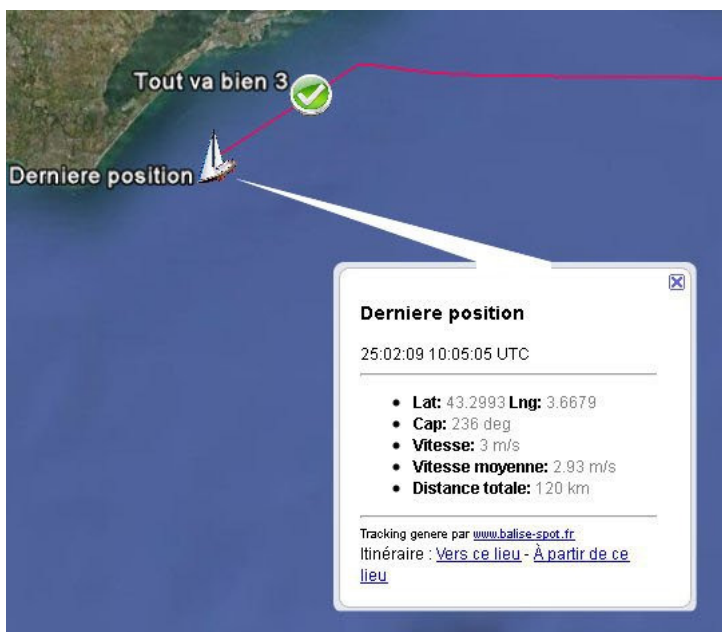 Tout va bien 3
Derniere position
Derniere position
25:02:09 10:05:05 UTC
Lat: 43.2993 Lng: 3.6679
Cap: 236 deg
Vitesse: 3 m/s
Vitesse moyenne: 2.93 m/s
Distance totale: 120 km
Tracking genere par www.balise-spot.fr
Itinéraire : Vers ce lieu - À partir de ce
lieu